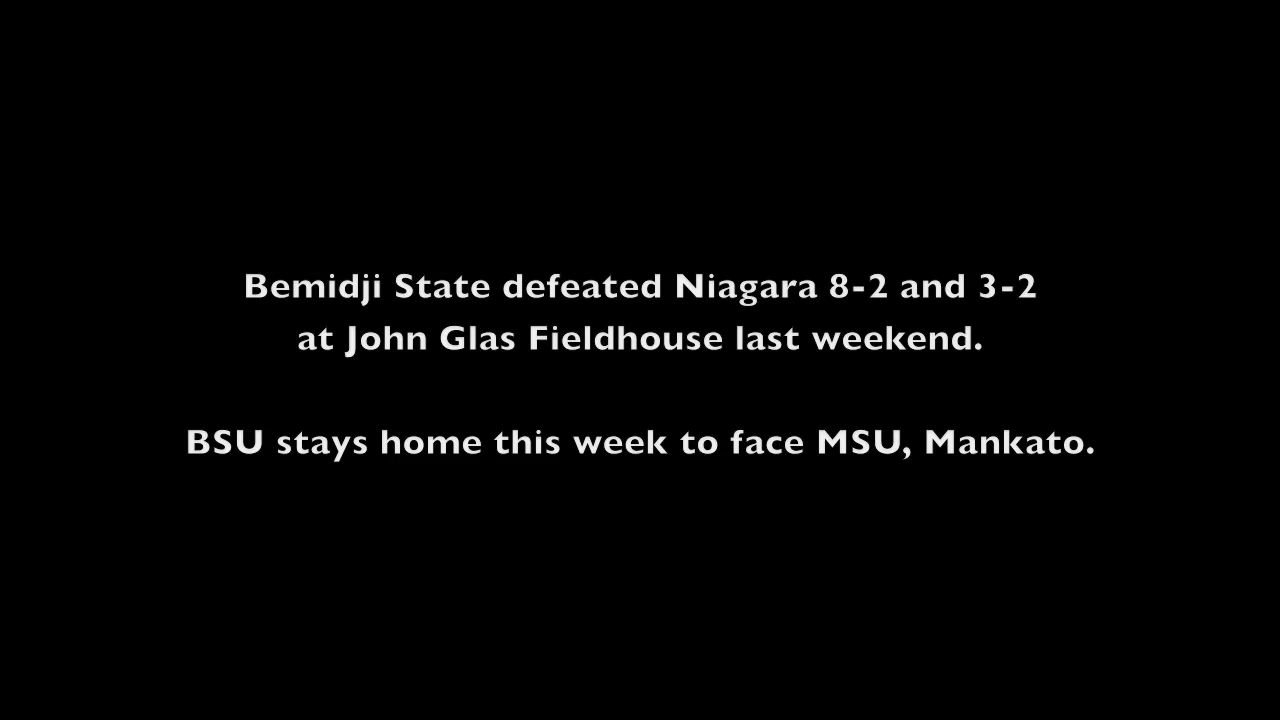 Bemidji State defeated Niagara 8-2 and 3-2
at John Glas Fieldhouse last weekend.
BSU stays home this week to face MSU, Mankato.